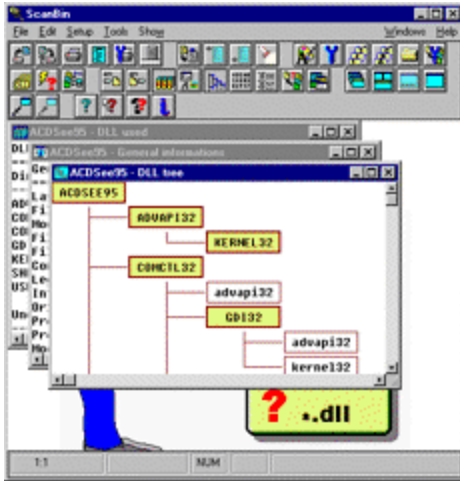 ScanBin
File Edit Setup Tools Show Windows Help
ACDSee95 - DLL used
ACDSee95 - General informations
ACDSee95 - DLL tree
ACDSEE95
ADVAPI32
KERNEL32
COMCTL32
advapi32
GDI32
advapi32
kernel32
? *.dll
1:1 NUM